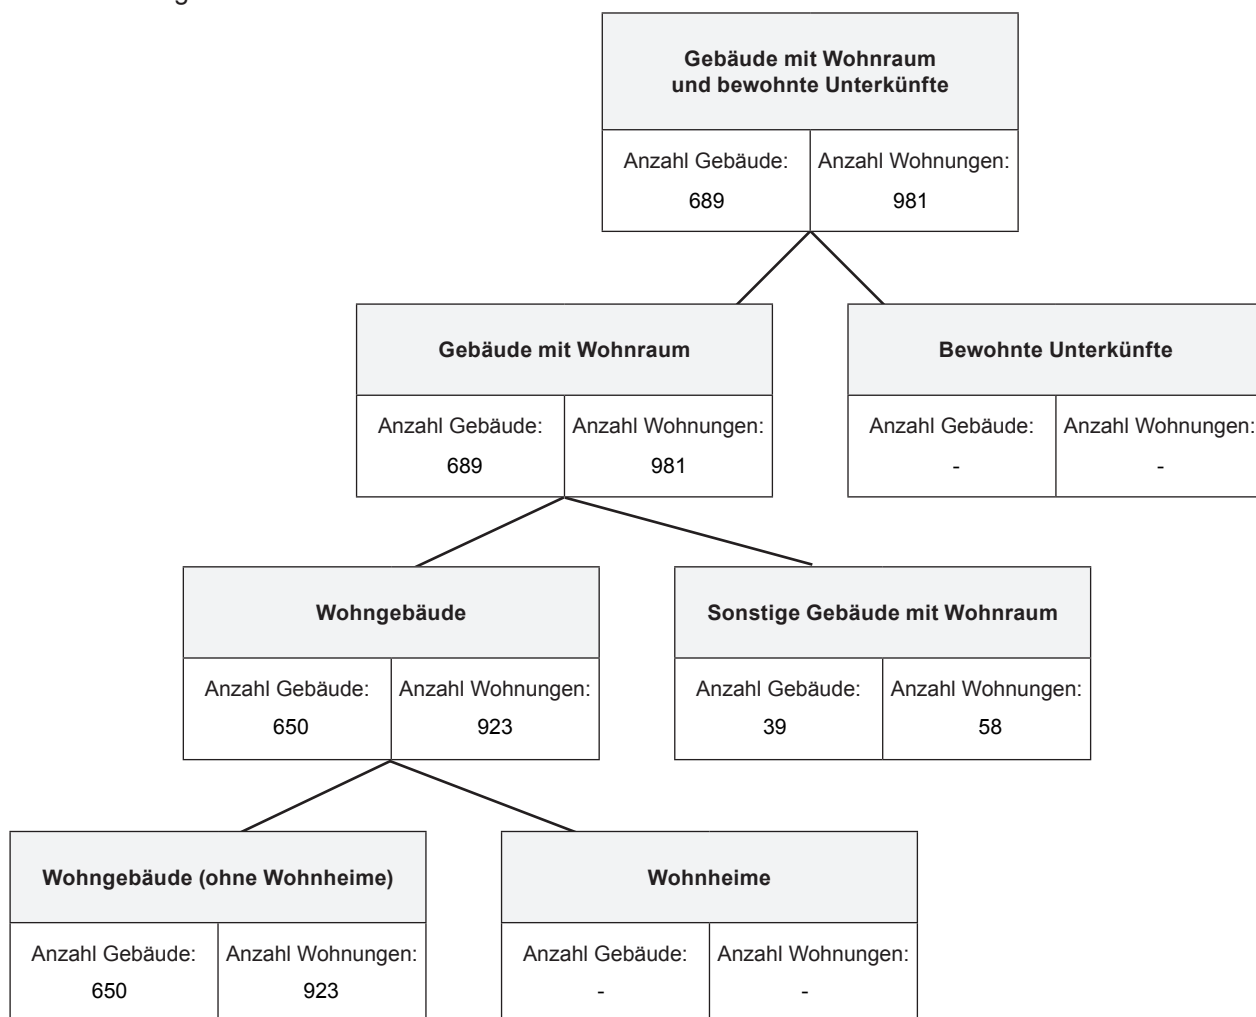 Gebäude mit Wohnraum
und bewohnte Unterkünfte
Anzahl Gebäude: Anzahl Wohnungen:
689 981
Gebäude mit Wohnraum
Bewohnte Unterkünfte
Anzahl Gebäude: Anzahl Wohnungen:
689 981
Anzahl Gebäude: Anzahl Wohnungen:
- -
Wohngebäude
Sonstige Gebäude mit Wohnraum
Anzahl Gebäude: Anzahl Wohnungen:
650 923
Anzahl Gebäude: Anzahl Wohnungen:
39 58
Wohngebäude (ohne Wohnheime)
Wohnheime
Anzahl Gebäude: Anzahl Wohnungen:
650 923
Anzahl Gebäude: Anzahl Wohnungen:
- -